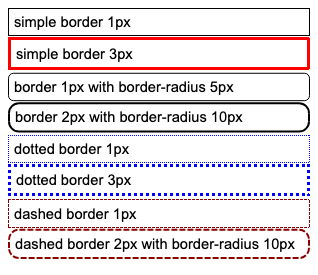 simple border 1px
simple border 3px
border 1px with border-radius 5px
border 2px with border-radius 10px
dotted border 1px
dotted border 3px
dashed border 1px
dashed border 2px with border-radius 10px